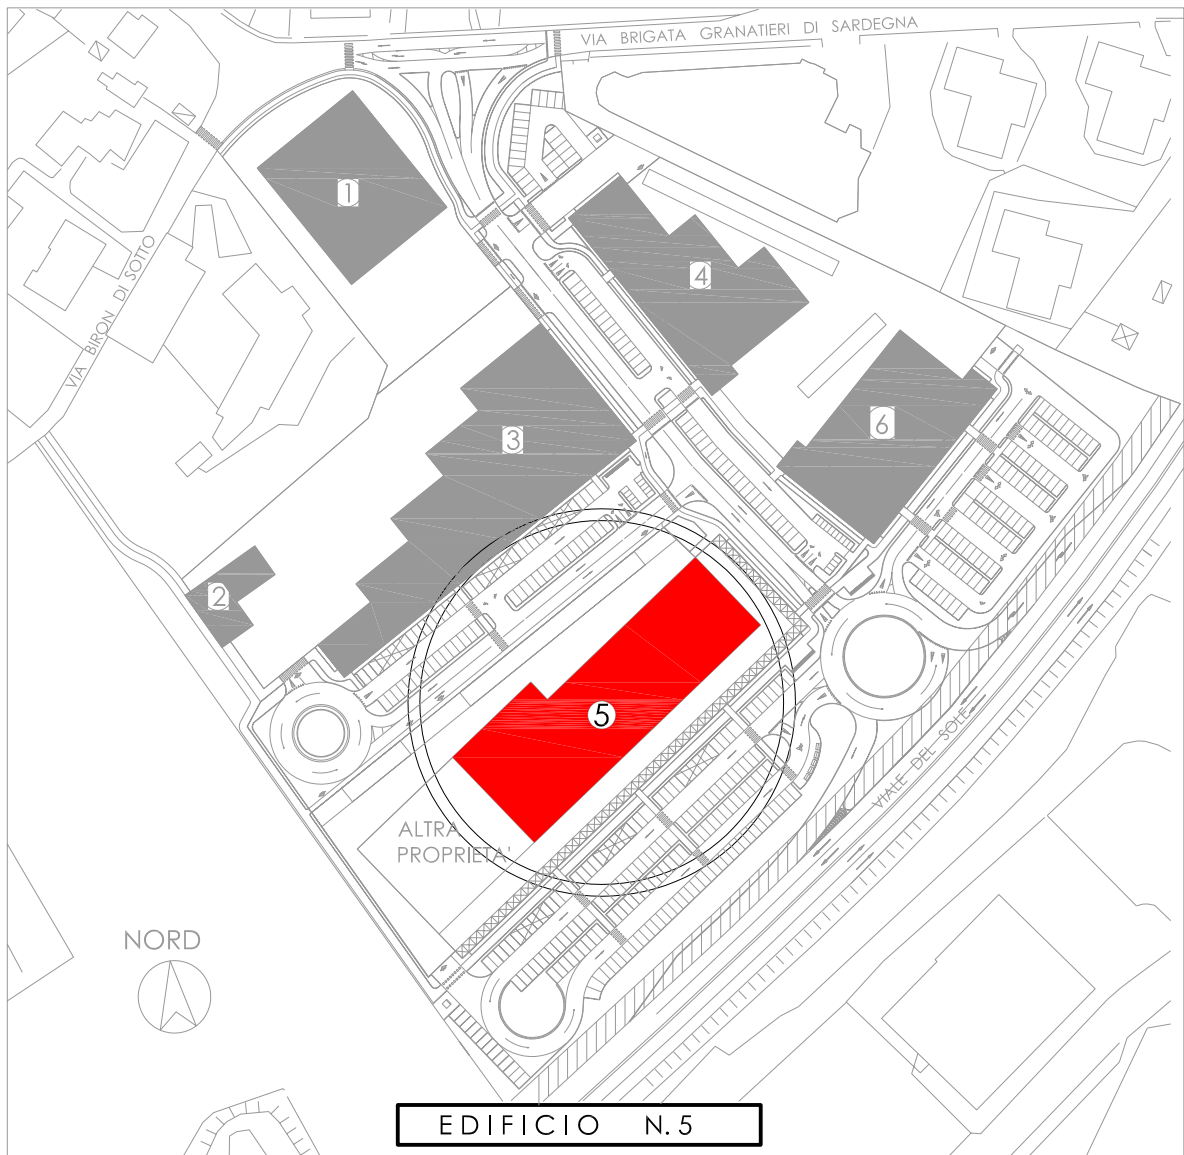 VIA BRIGATA GRANATIERI DI SARDEGNA
1
VIA BIRON DI SOTTO
4
3
6
2
5
VIALE DEL SOLE
ALTRA
PROPRIETA'
NORD
EDIFICIO N.5